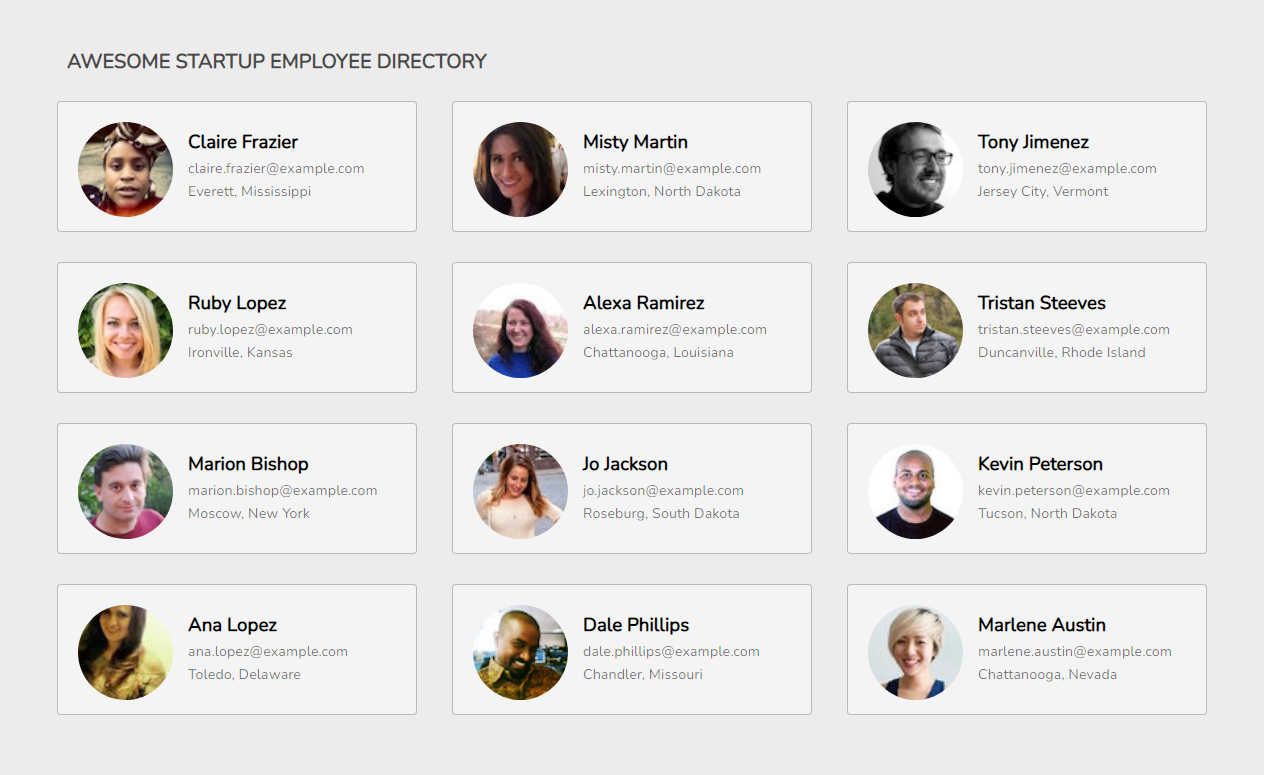 AWESOME STARTUP EMPLOYEE DIRECTORY
Claire Frazier
claire.frazier@example.com
Everett, Mississippi
Misty Martin
misty.martin@example.com
Lexington, North Dakota
Tony Jimenez
tony.jimenez@example.com
Jersey City, Vermont
Ruby Lopez
ruby.lopez@example.com
Ironville, Kansas
Alexa Ramirez
alexa.ramirez@example.com
Chattanooga, Louisiana
Tristan Steeves
tristan.steeves@example.com
Duncanville, Rhode Island
Marion Bishop
marion.bishop@example.com
Moscow, New York
Jo Jackson
jo.jackson@example.com
Roseburg, South Dakota
Kevin Peterson
kevin.peterson@example.com
Tucson, North Dakota
Ana Lopez
ana.lopez@example.com
Toledo, Delaware
Dale Phillips
dale.phillips@example.com
Chandler, Missouri
Marlene Austin
marlene.austin@example.com
Chattanooga, Nevada